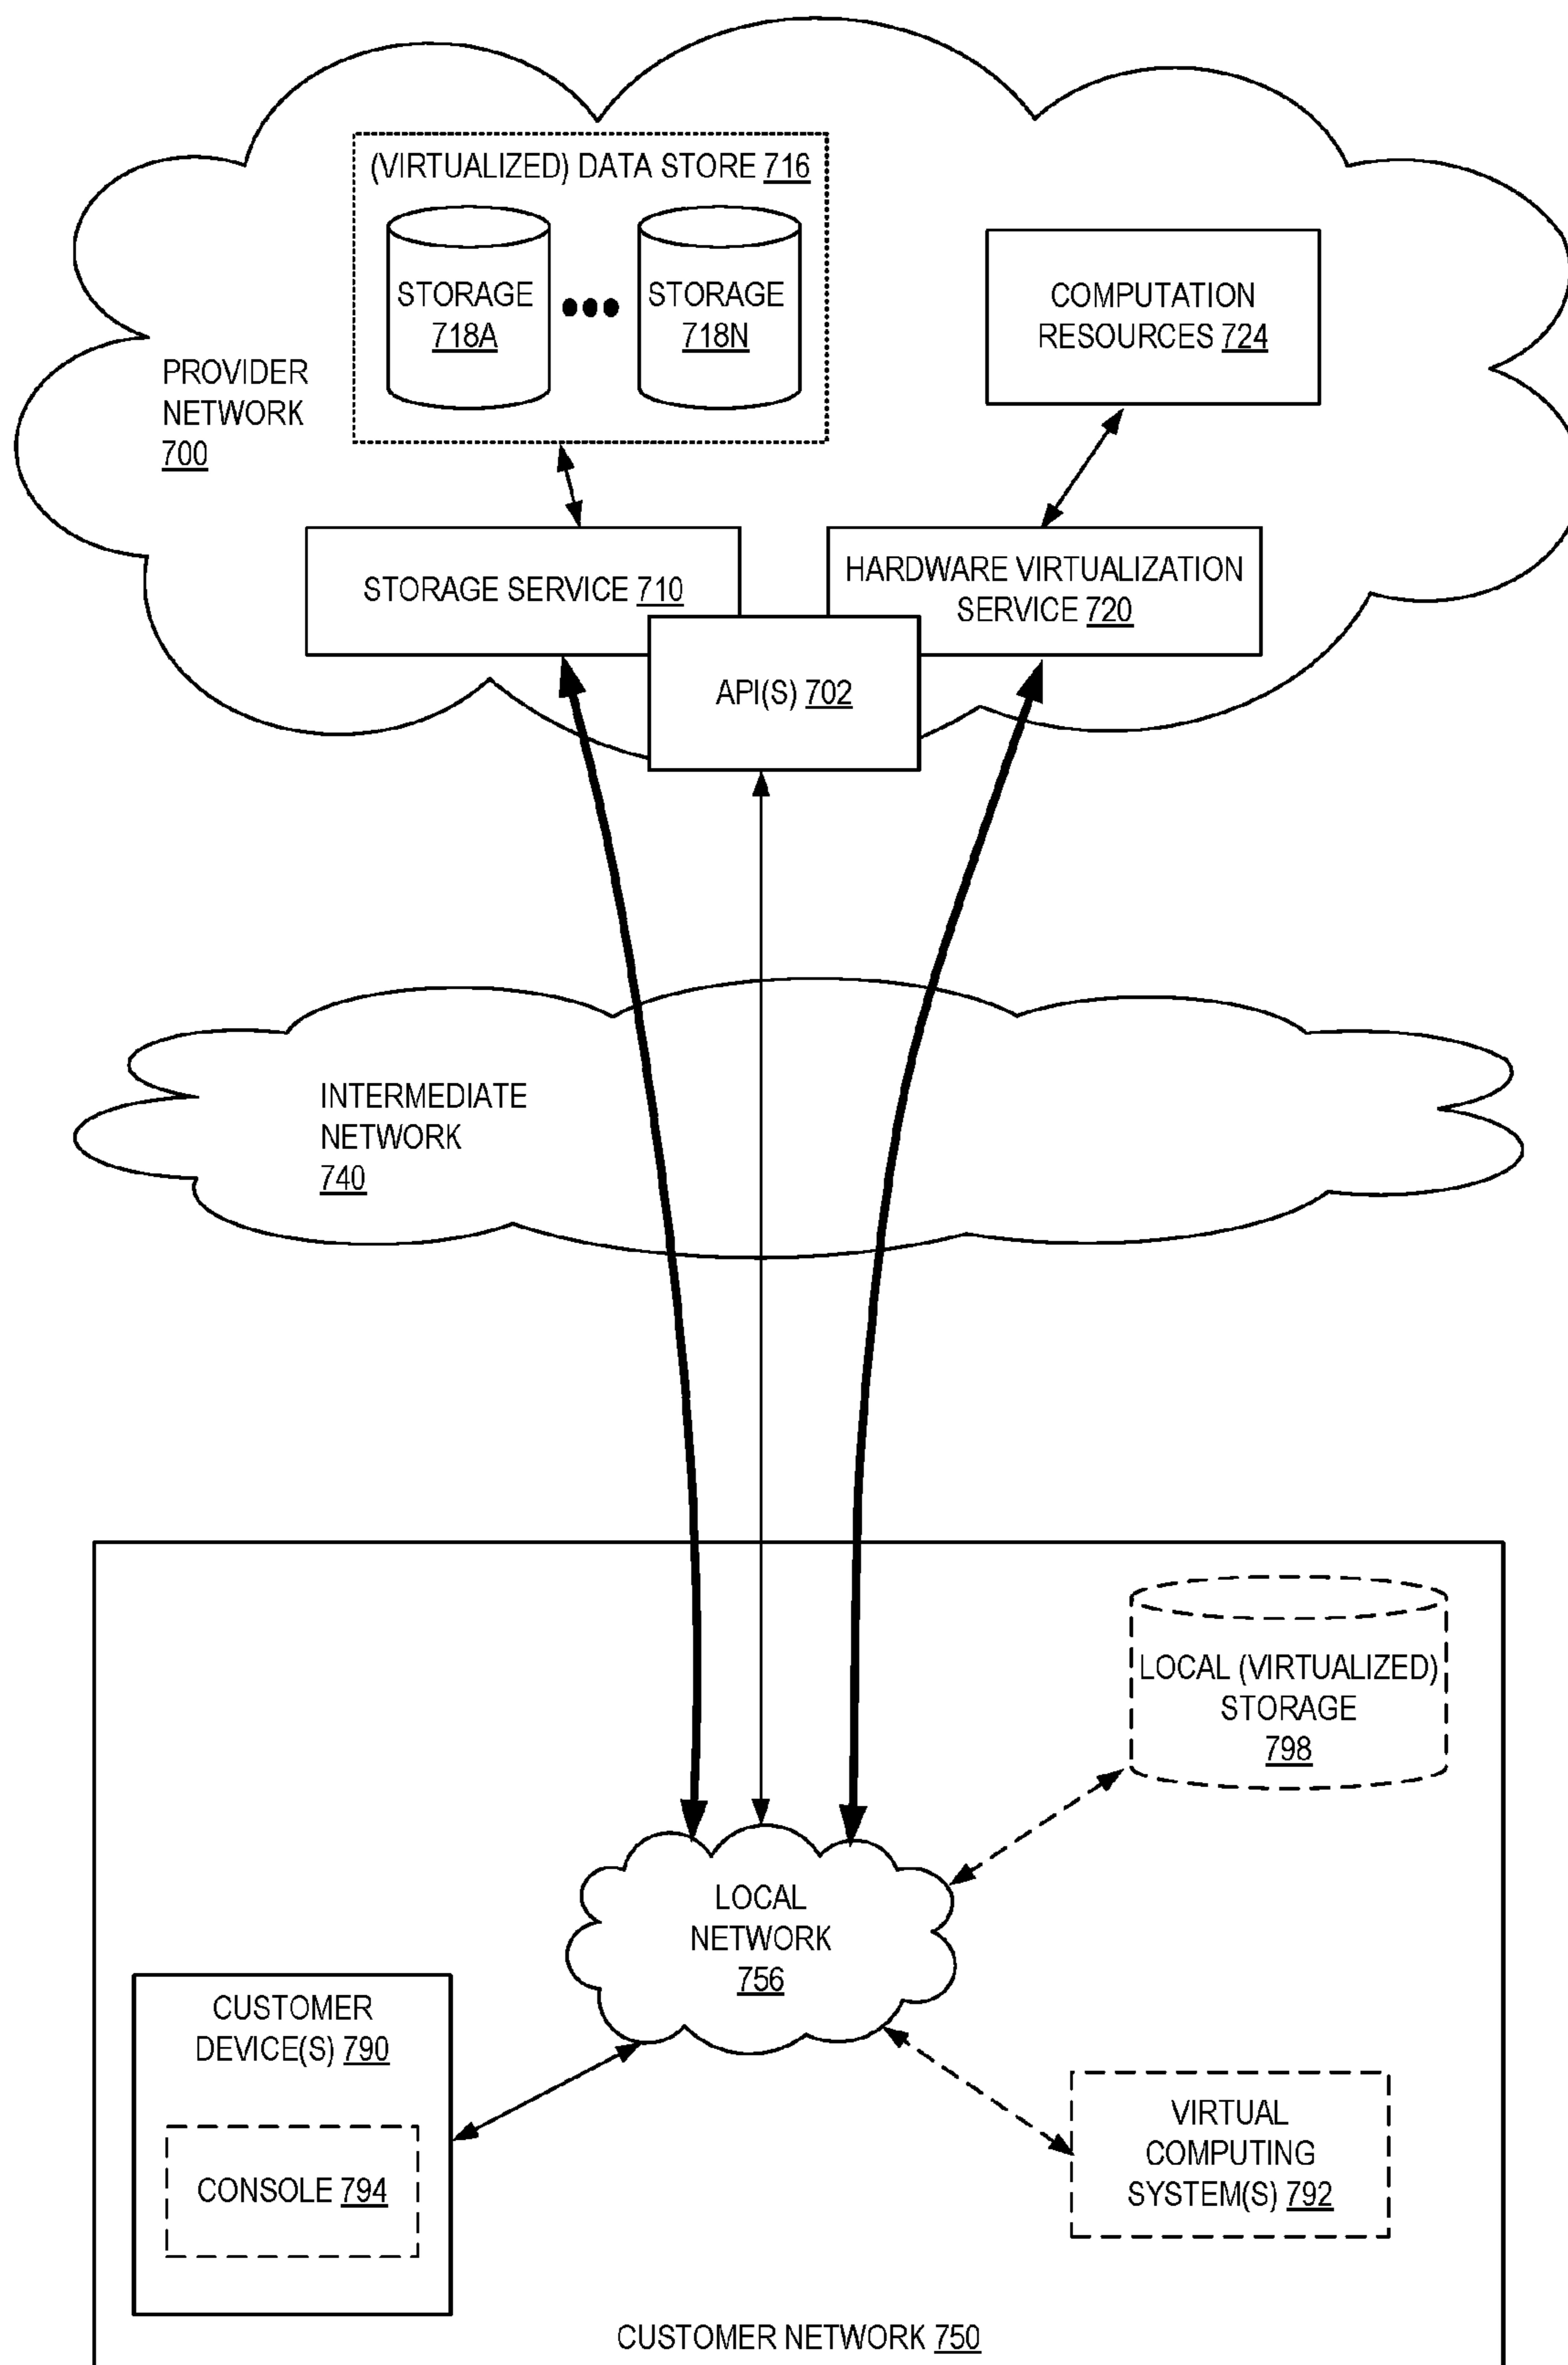 (VIRTUALIZED) DATA STORE 716
STORAGE
718A
STORAGE
718N
COMPUTATION
RESOURCES 724
PROVIDER
NETWORK
700
STORAGE SERVICE 710
HARDWARE VIRTUALIZATION
SERVICE 720
API(S) 702
INTERMEDIATE
NETWORK
740
LOCAL (VIRTUALIZED)
STORAGE
798
LOCAL
NETWORK
756
CUSTOMER
DEVICE(S) 790
CONSOLE 794
VIRTUAL
COMPUTING
SYSTEM(S) 792
CUSTOMER NETWORK 750